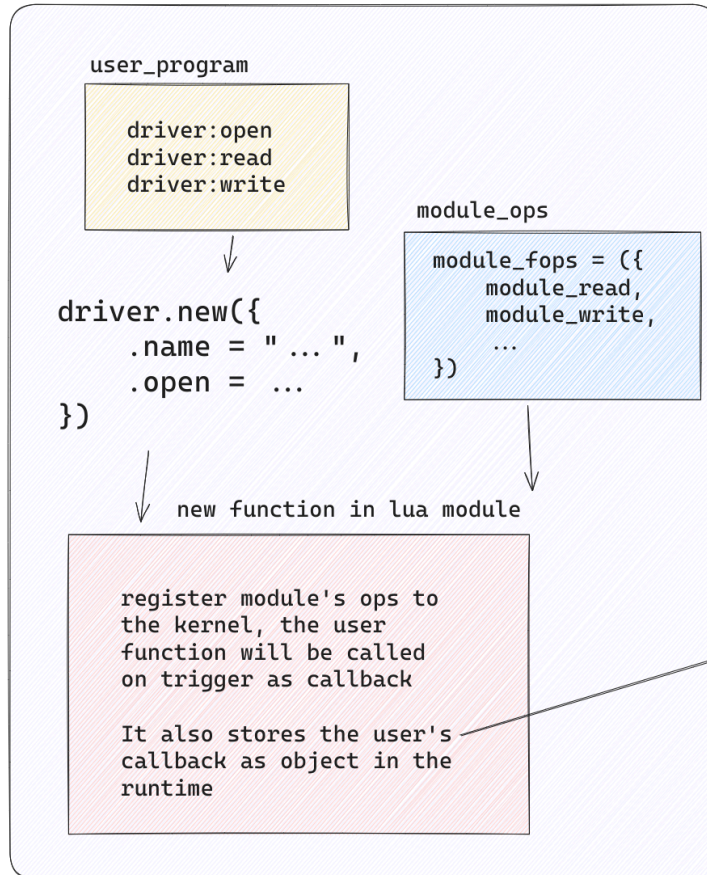 user_program
driver:open
driver:read
driver:write
module_ops
module_fops = ({
module_read,
module_write,
...
})
driver.new({
.name = "...",
.open = ...
})
new function in lua module
register module's ops to
the kernel, the user
function will be called
on trigger as callback
It also stores the user's
callback as object in the
runtime